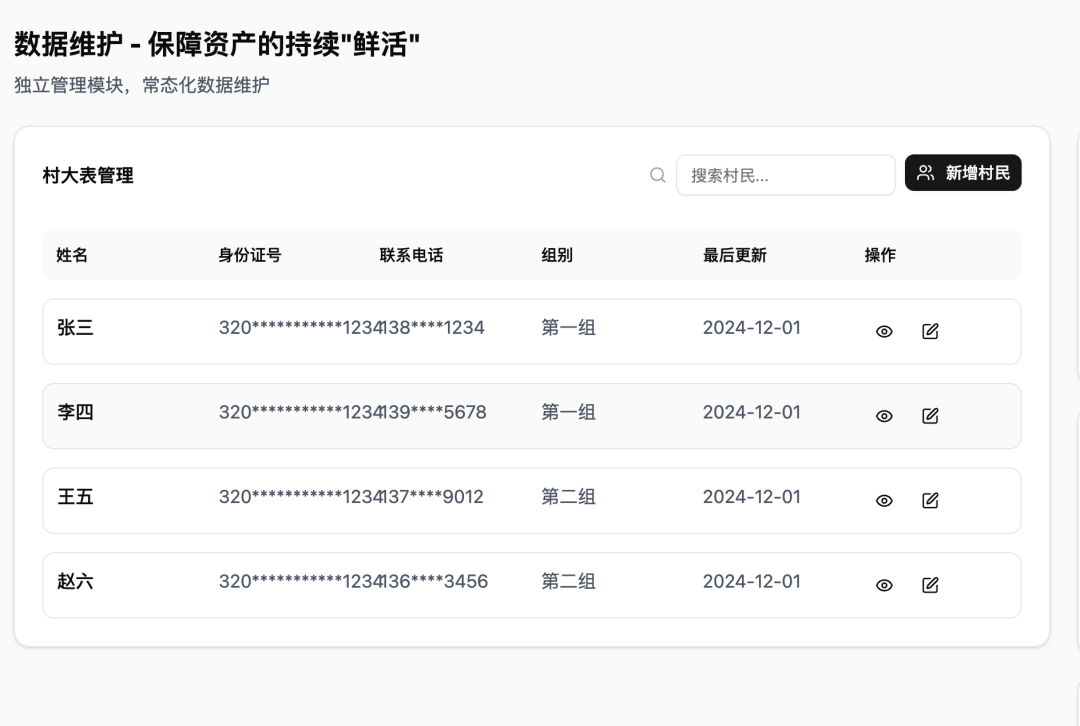 数据维护 - 保障资产的持续"鲜活"
独立管理模块，常态化数据维护
村大表管理
搜索村民...
新增村民
姓名 身份证号 联系电话 组别 最后更新 操作
张三 320***********1234 138****1234 第一组 2024-12-01
李四 320***********1234 139****5678 第一组 2024-12-01
王五 320***********1234 137****9012 第二组 2024-12-01
赵六 320***********1234 136****3456 第二组 2024-12-01